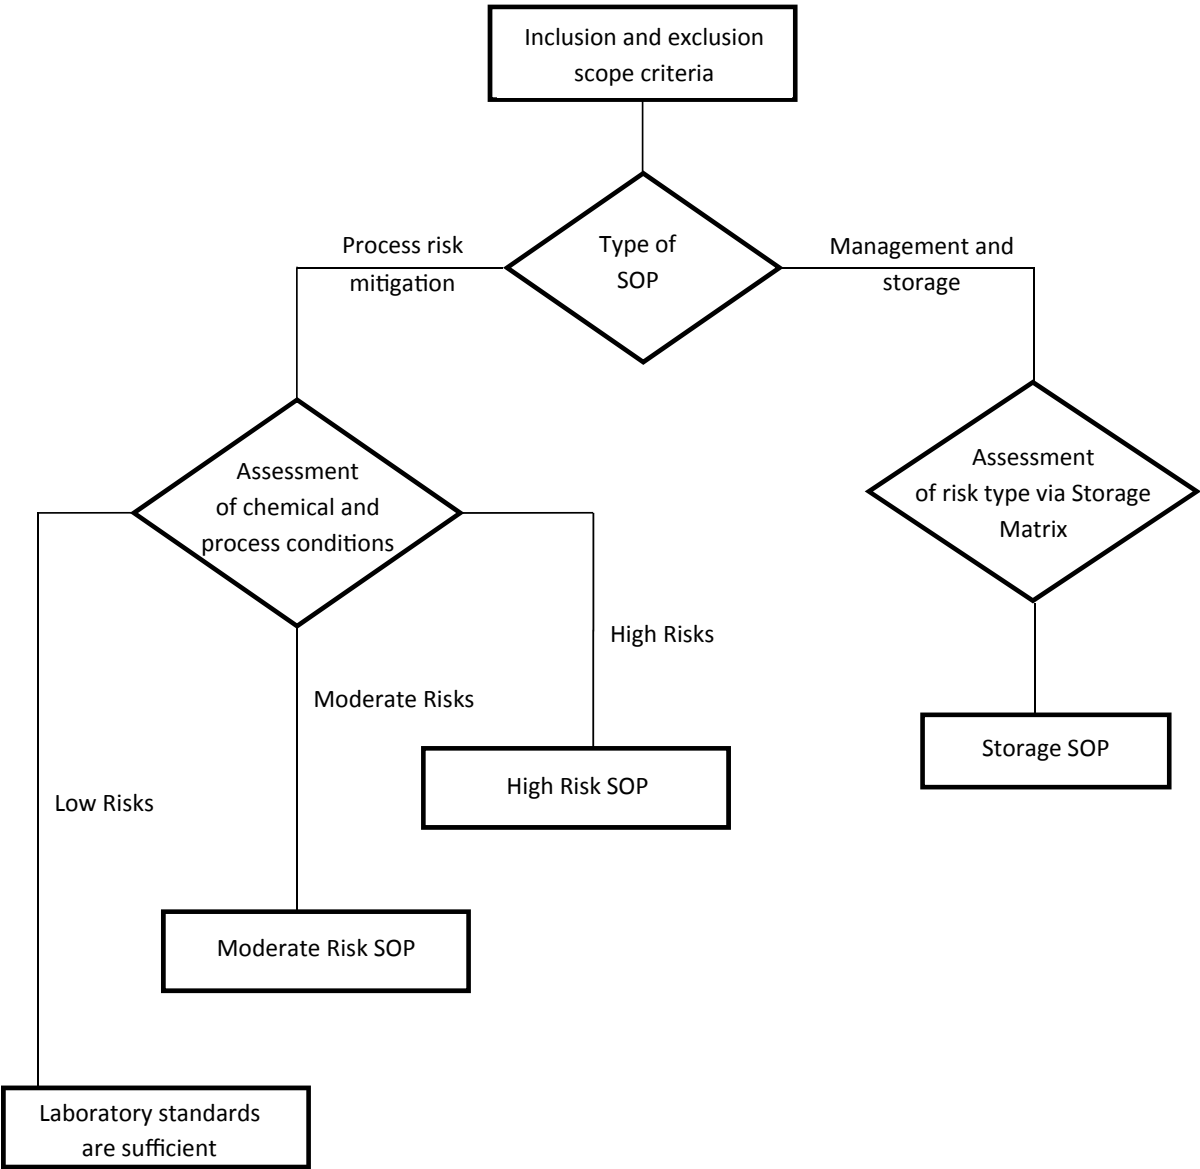 Inclusion and exclusion
scope criteria
Type of
SOP
Process risk
mitigation
Management and
storage
Assessment
of chemical and
process conditions
Assessment
of risk type via Storage
Matrix
High Risks
Moderate Risks
Low Risks
Storage SOP
High Risk SOP
Moderate Risk SOP
Laboratory standards
are sufficient